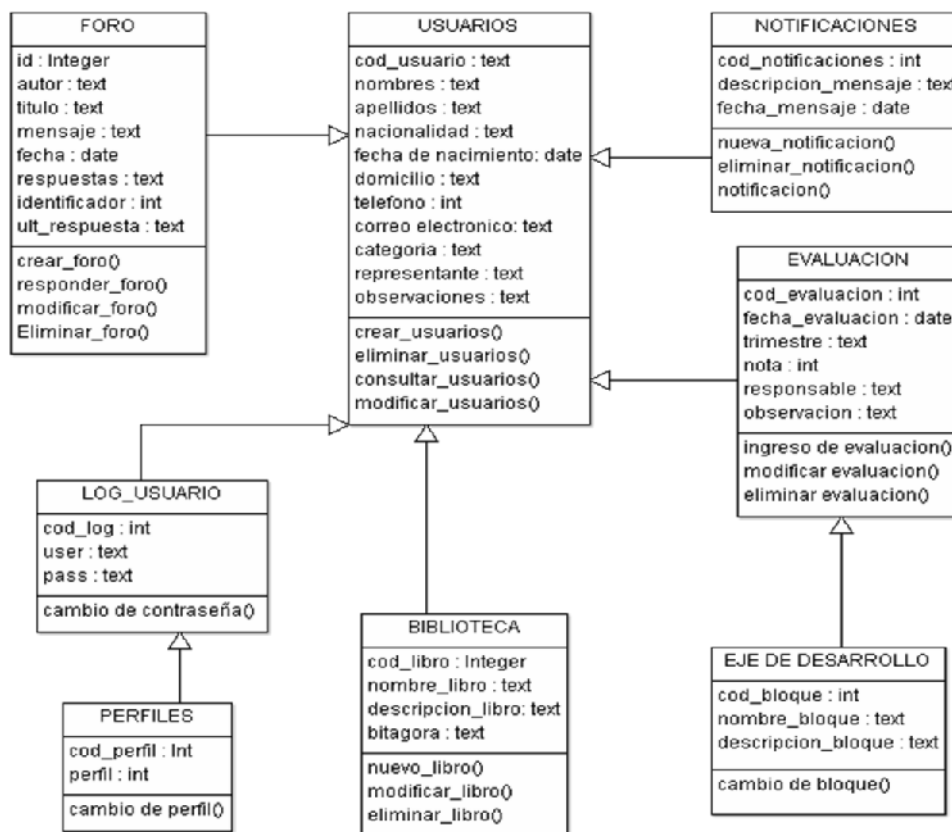 FORO
id : Integer
autor : text
titulo : text
mensaje : text
fecha : date
respuestas : text
identificador : int
ult_respuesta : text
crear_foro()
responder_foro()
modificar_foro()
Eliminar_foro()
USUARIOS
cod_usuario : text
nombres : text
apellidos : text
nacionalidad : text
fecha de nacimiento: date
domicilio : text
telefono : int
correo electronico: text
categoria : text
representante : text
observaciones : text
crear_usuarios()
eliminar_usuarios()
consultar_usuarios()
modificar_usuarios()
NOTIFICACIONES
cod_notificaciones : int
descripcion_mensaje : text
fecha_mensaje : date
nueva_notificacion()
eliminar_notificacion()
notificacion()
EVALUACION
cod_evaluacion : int
fecha_evaluacion : date
trimestre : text
nota : int
responsable : text
observacion : text
ingreso de evaluacion()
modificar evaluacion()
eliminar evaluacion()
LOG_USUARIO
cod_log : int
user : text
pass : text
cambio de contraseña()
PERFILES
cod_perfil : Int
perfil : int
cambio de perfil()
BIBLIOTECA
cod_libro : Integer
nombre_libro : text
descripcion_libro: text
bitagora : text
nuevo_libro()
modificar_libro()
eliminar_libro()
EJE DE DESARROLLO
cod_bloque : int
nombre_bloque : text
descripcion_bloque : text
cambio de bloque()